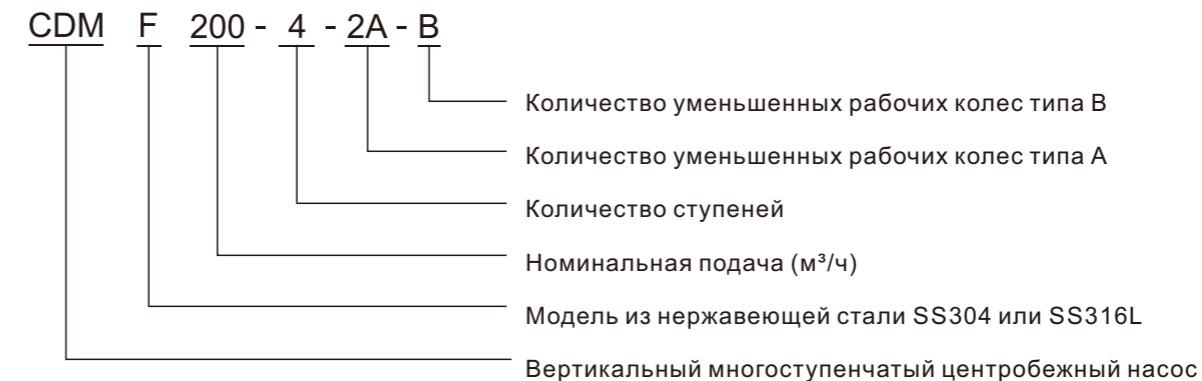 CDM F 200 - 4 - 2A - B
Количество уменьшенных рабочих колес типа B
Количество уменьшенных рабочих колес типа A
Количество ступеней
Номинальная подача (м³/ч)
Модель из нержавеющей стали SS304 или SS316L
Вертикальный многоступенчатый центробежный насос